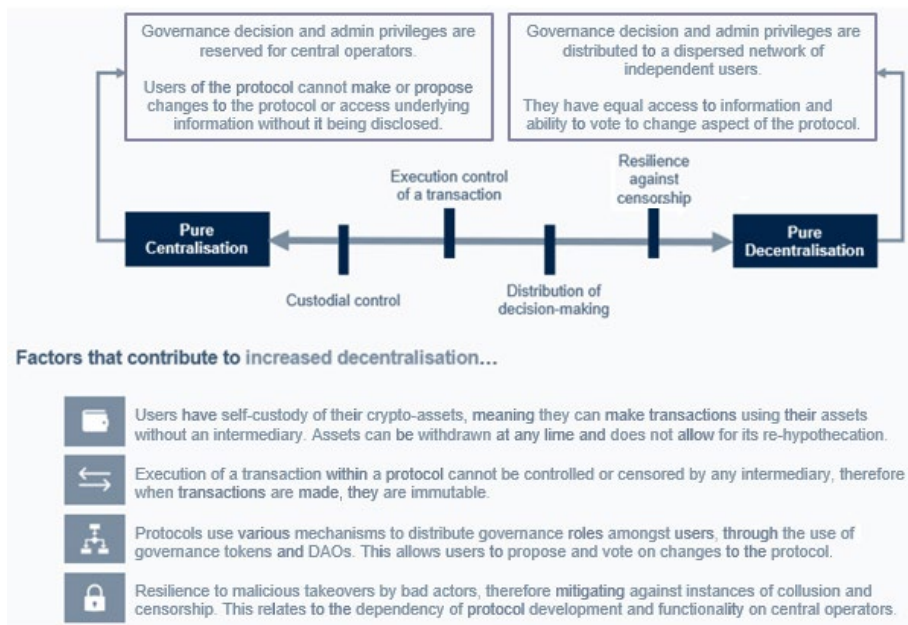 Governance decision and admin privileges are
reserved for central operators.
Users of the protocol cannot make or propose
changes to the protocol or access underlying
information without it being disclosed.
Governance decision and admin privileges are
distributed to a dispersed network of
independent users.
They have equal access to information and
ability to vote to change aspect of the protocol.
Execution control
of a transaction
Resilience
against
censorship
Pure
Centralisation
Pure
Decentralisation
Custodial control
Distribution of
decision-making
Factors that contribute to increased decentralisation...
Users have self-custody of their crypto-assets, meaning they can make transactions using their assets
without an intermediary. Assets can be withdrawn at any lime and does not allow for its re-hypothecation.
Execution of a transaction within a protocol cannot be controlled or censored by any intermediary, therefore
when transactions are made, they are immutable.
Protocols use various mechanisms to distribute governance roles amongst users, through the use of
governance tokens and DAOs. This allows users to propose and vote on changes to the protocol.
Resilience to malicious takeovers by bad actors, therefore mitigating against instances of collusion and
censorship. This relates to the dependency of protocol development and functionality on central operators.